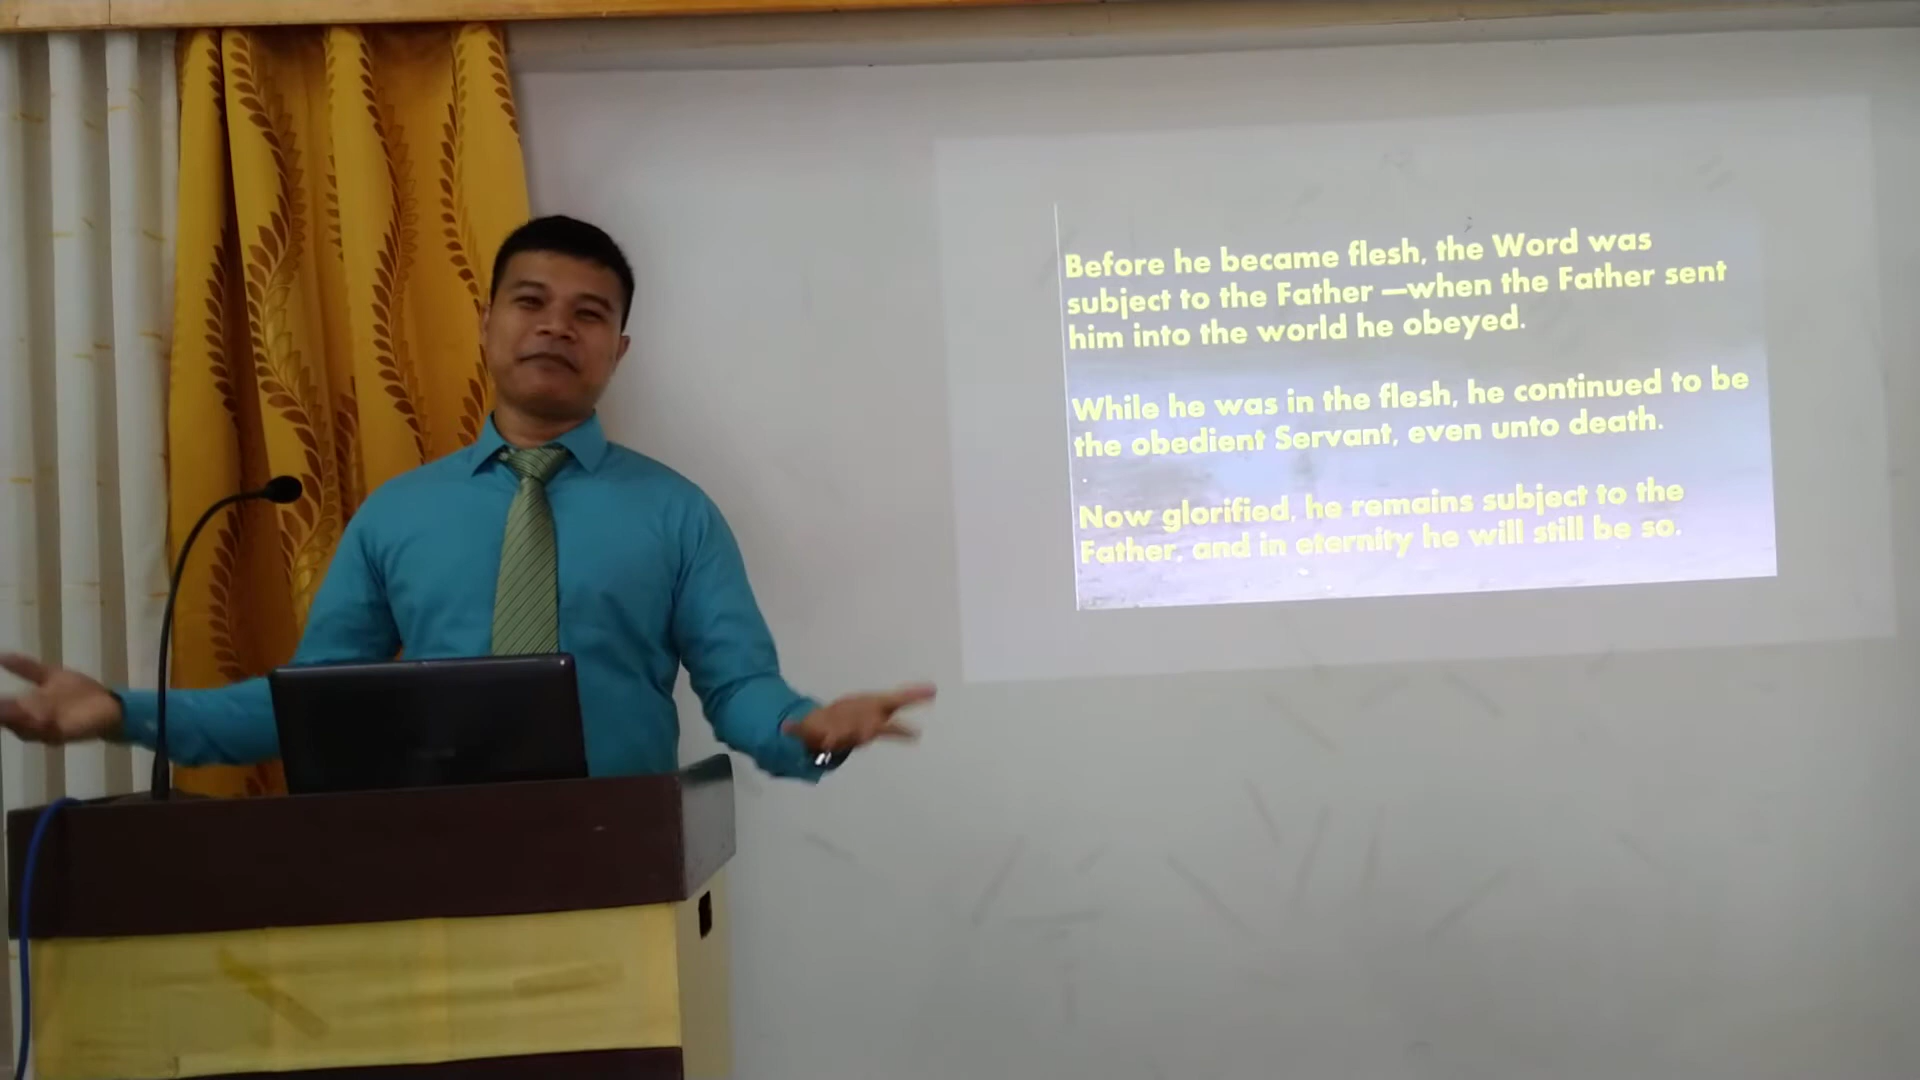 Before he became flesh, the Word was
subject to the Father —when the Father sent
him into the world he obeyed.
While he was in the flesh, he continued to be
the obedient Servant, even unto death.
Now glorified, he remains subject to the
Father, and in eternity he will still be so.